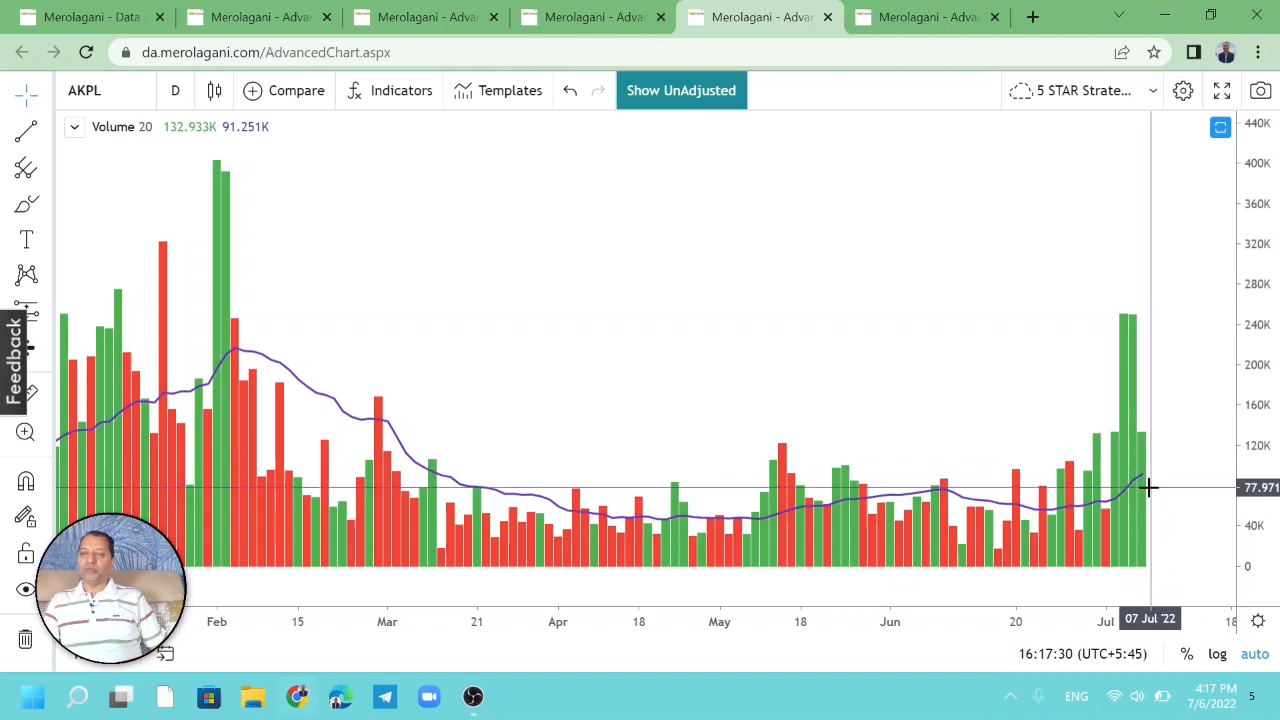 Merolagani - Data A
Merolagani - Advan
Merolagani - Advan
Merolagani - Advan
Merolagani - Advan
Merolagani - Advan
da.merolagani.com/AdvancedChart.aspx
AKPL D Compare Indicators Templates Show UnAdjusted 5 STAR Strate...
Volume 20 132.933K 91.251K
440K
400K
360K
320K
280K
240K
200K
160K
120K
77.971
40K
0
Feedback
Feb 15 Mar 21 Apr 18 May 18 Jun 20 Jul 07 Jul '22 18
16:17:30 (UTC+5:45) % log auto
ENG
4:17 PM
7/6/2022
5